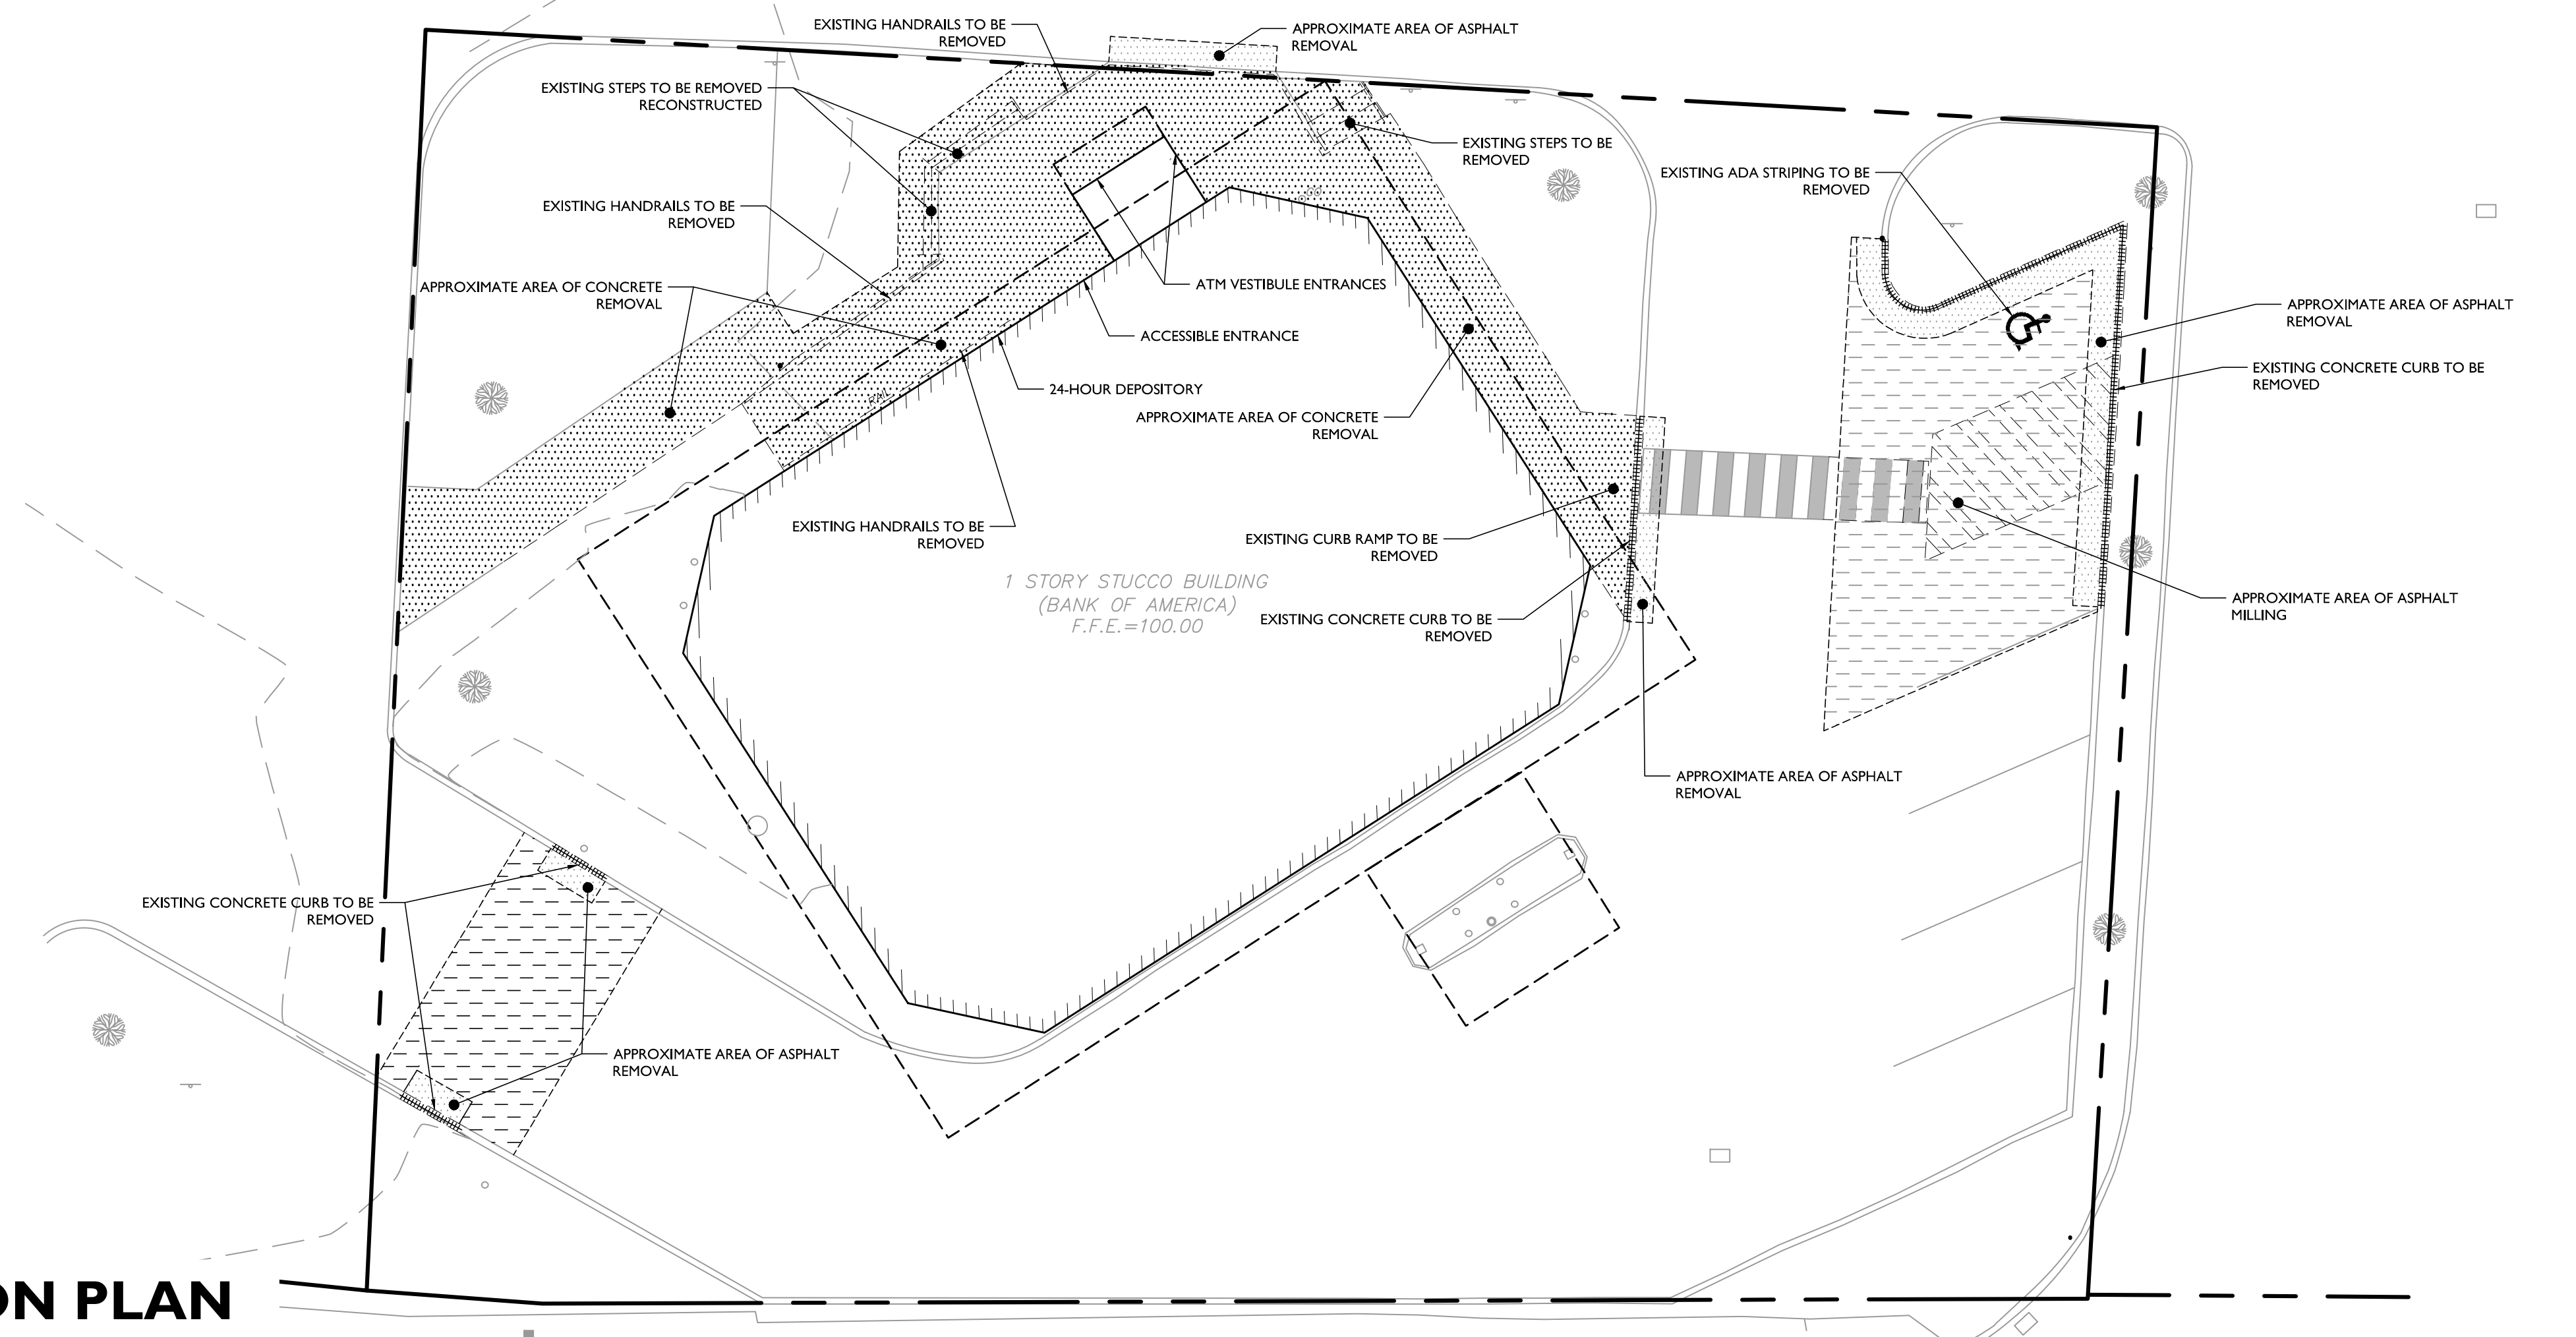 EXISTING HANDRAILS TO BE
REMOVED
APPROXIMATE AREA OF ASPHALT
REMOVAL
EXISTING STEPS TO BE REMOVED
RECONSTRUCTED
EXISTING STEPS TO BE
REMOVED
EXISTING ADA STRIPING TO BE
REMOVED
EXISTING HANDRAILS TO BE
REMOVED
APPROXIMATE AREA OF CONCRETE
REMOVAL
ATM VESTIBULE ENTRANCES
APPROXIMATE AREA OF ASPHALT
REMOVAL
ACCESSIBLE ENTRANCE
EXISTING CONCRETE CURB TO BE
REMOVED
24-HOUR DEPOSITORY
RAIL
APPROXIMATE AREA OF CONCRETE
REMOVAL
EXISTING HANDRAILS TO BE
REMOVED
EXISTING CURB RAMP TO BE
REMOVED
1 STORY STUCCO BUILDING
(BANK OF AMERICA)
F.F.E.=100.00
EXISTING CONCRETE CURB TO BE
REMOVED
APPROXIMATE AREA OF ASPHALT
MILLING
APPROXIMATE AREA OF ASPHALT
REMOVAL
EXISTING CONCRETE CURB TO BE
REMOVED
APPROXIMATE AREA OF ASPHALT
REMOVAL
ON PLAN